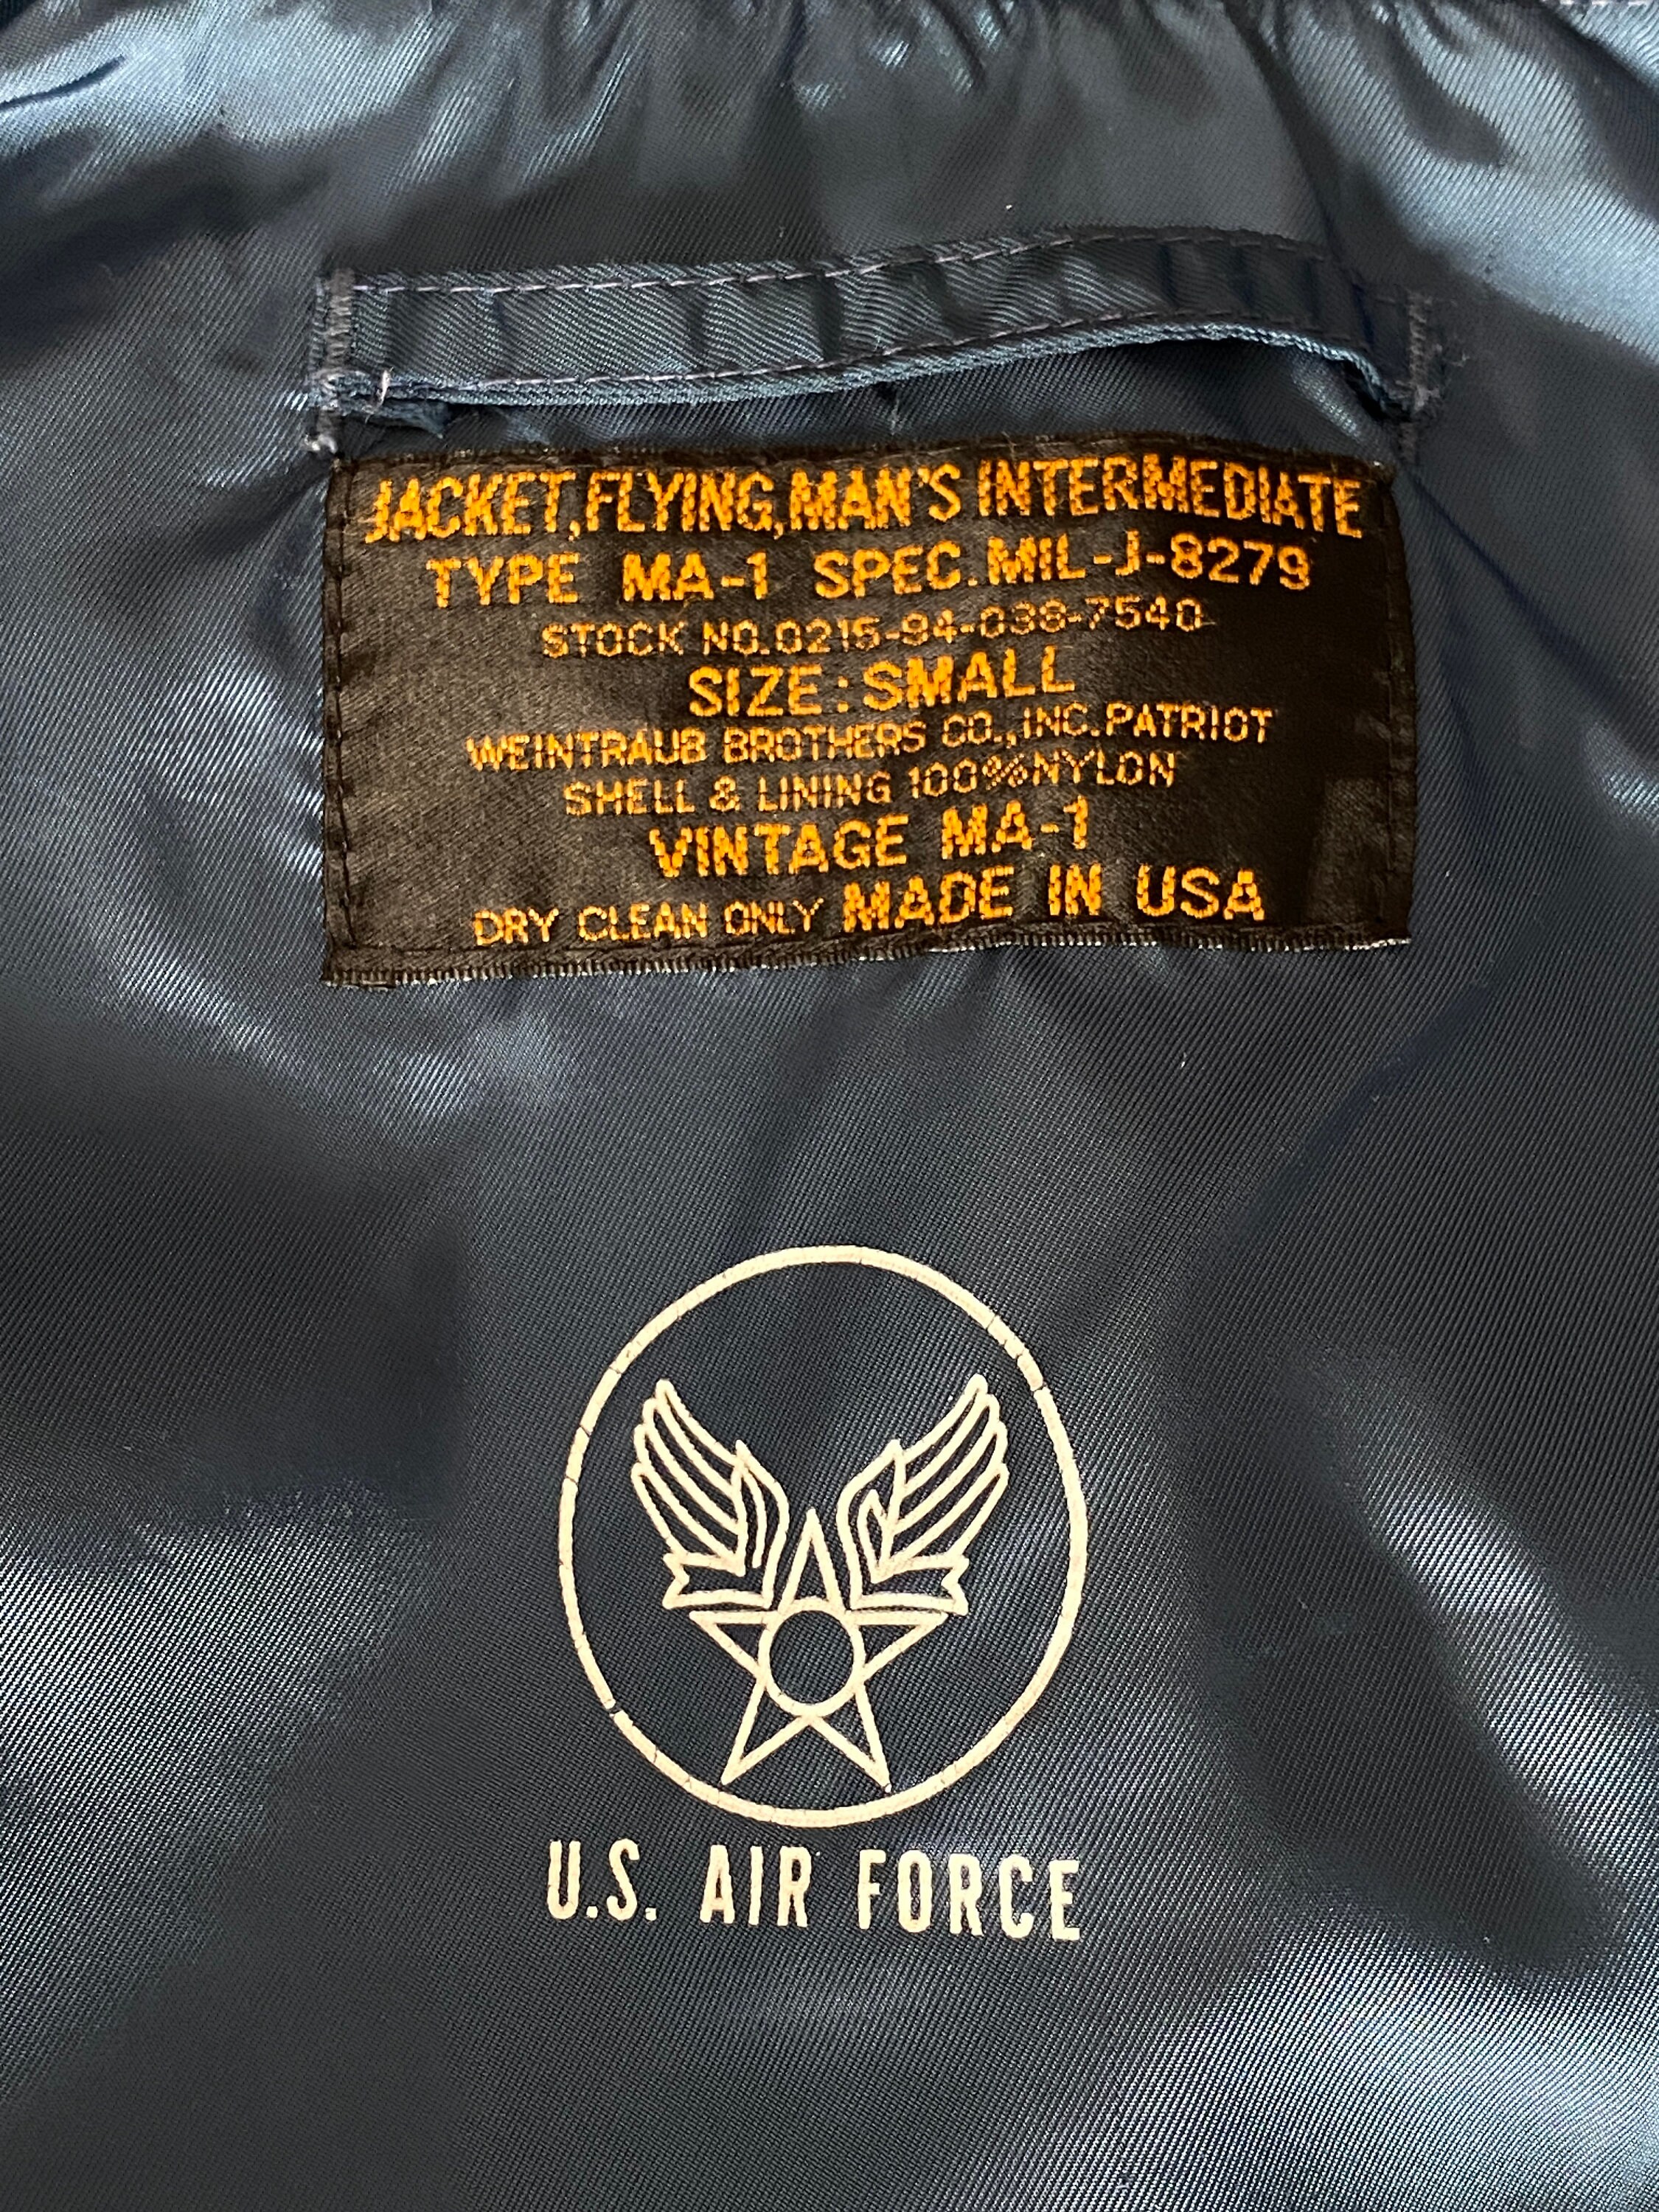 JACKET,FLYING,MAN'S INTERMEDIATE
TYPE MA-1 SPEC.MIL-J-8279
STOCK NO.0215-94-038-7540
SIZE:SMALL
WEINTRAUB BROTHERS CO.,INC.PATRIOT
SHELL & LINING 100%NYLON
VINTAGE MA-1
DRY CLEAN ONLY MADE IN USA
U.S. AIR FORCE